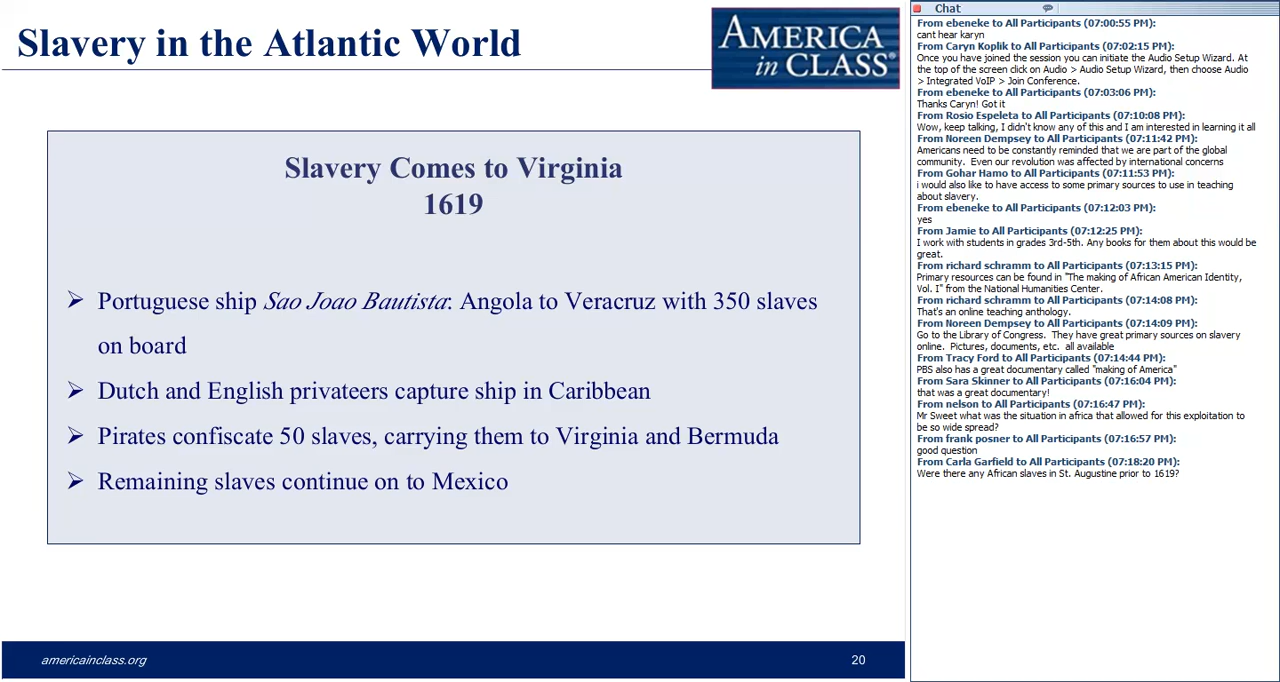 Slavery in the Atlantic World
AMERICA
in CLASS®
Slavery Comes to Virginia
1619
➢ Portuguese ship Sao Joao Bautista: Angola to Veracruz with 350 slaves
on board
➢ Dutch and English privateers capture ship in Caribbean
➢ Pirates confiscate 50 slaves, carrying them to Virginia and Bermuda
➢ Remaining slaves continue on to Mexico
americainclass.org
20
Chat
From ebeneke to All Participants (07:00:55 PM):
cant hear karyn
From Caryn Koplik to All Participants (07:02:15 PM):
Once you have joined the session you can initiate the Audio Setup Wizard. At
the top of the screen click on Audio > Audio Setup Wizard, then choose Audio
> Integrated VoIP > Join Conference.
From ebeneke to All Participants (07:03:06 PM):
Thanks Caryn! Got it
From Rosio Espeleta to All Participants (07:10:08 PM):
Wow, keep talking, I didn't know any of this and I am interested in learning it all
From Noreen Dempsey to All Participants (07:11:42 PM):
Americans need to be constantly reminded that we are part of the global
community. Even our revolution was affected by international concerns
From Gohar Hamo to All Participants (07:11:53 PM):
i would also like to have access to some primary sources to use in teaching
about slavery.
From ebeneke to All Participants (07:12:03 PM):
yes
From Jamie to All Participants (07:12:25 PM):
I work with students in grades 3rd-5th. Any books for them about this would be
great.
From richard schramm to All Participants (07:13:15 PM):
Primary resources can be found in "The making of African American Identity,
Vol. I" from the National Humanities Center.
From richard schramm to All Participants (07:14:08 PM):
That's an online teaching anthology.
From Noreen Dempsey to All Participants (07:14:09 PM):
Go to the Library of Congress. They have great primary sources on slavery
online. Pictures, documents, etc. all available
From Tracy Ford to All Participants (07:14:44 PM):
PBS also has a great documentary called "making of America"
From Sara Skinner to All Participants (07:16:04 PM):
that was a great documentary!
From nelson to All Participants (07:16:47 PM):
Mr Sweet what was the situation in africa that allowed for this exploitation to
be so wide spread?
From frank posner to All Participants (07:16:57 PM):
good question
From Carla Garfield to All Participants (07:18:20 PM):
Were there any African slaves in St. Augustine prior to 1619?